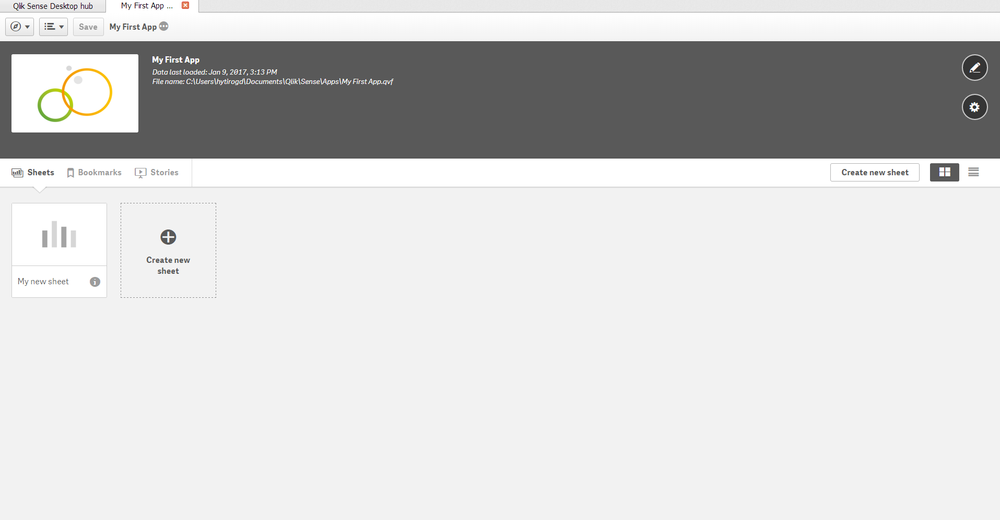 Qlik Sense Desktop hub
My First App ...
Save
My First App
My First App
Data last loaded: Jan 9, 2017, 3:13 PM
File name: C:\Users\hytirogd\Documents\Qlik\Sense\Apps\My First App.qvf
Sheets
Bookmarks
Stories
Create new sheet
My new sheet
Create new
sheet